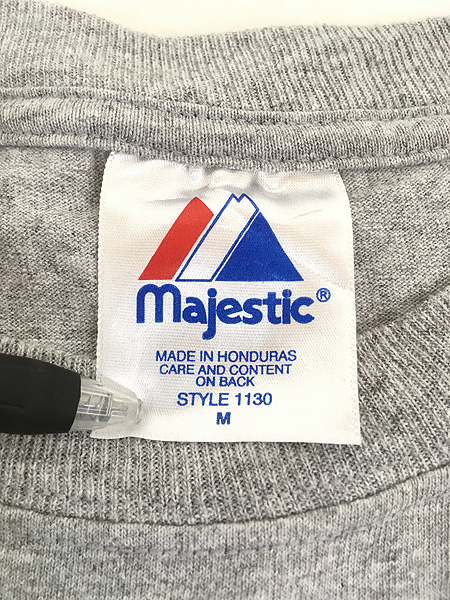 Majestic®
MADE IN HONDURAS
CARE AND CONTENT
ON BACK
STYLE 1130
M